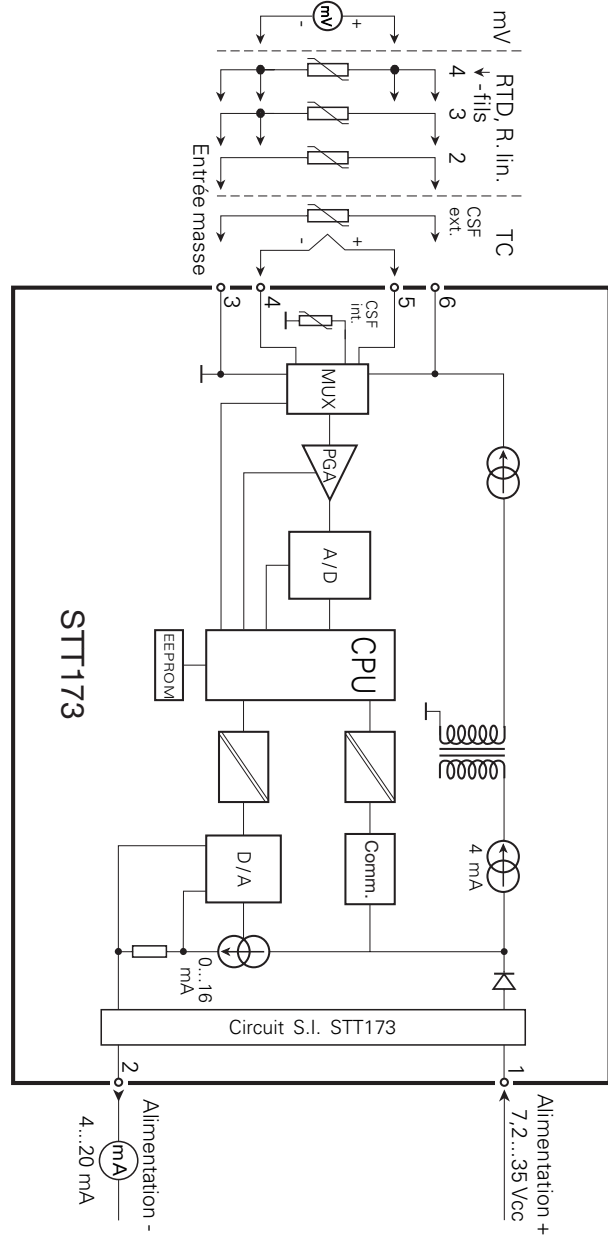 mV
- mV +
RTD, R. lin.
-fils
4
3
2
TC
CSF
ext.
- +
Entrée masse
3
4
5
6
CSF
int.
MUX
PGA
A/D
CPU
EEPROM
STT173
D/A
Comm.
4 mA
0...16
mA
Circuit S.I. STT173
1
2
Alimentation +
7,2...35 Vcc
Alimentation -
4...20 mA
mA